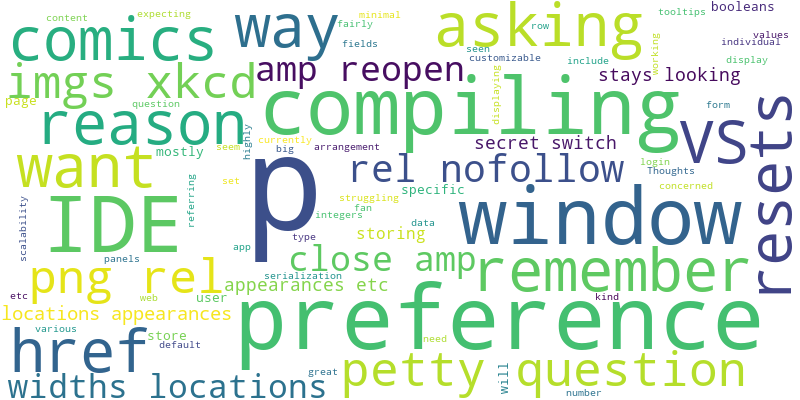 content
expecting
way
asking
minimal
row
tooltips
booleans
comics
fairly
fields
seen
customizable
include
individual
values
imgs xkcd
amp reopen
working
display
stays looking
page
question
displaying
compiling
form
reason
highly
currently
seem
big
arrangement
secret switch
VS
resets
mostly
want
p
rel nofollow
login
Thoughts
concerned
set
specific
struggling
fan
integers
data
storing
type
IDE
window
scalability
referring
app
panels
serialization
close amp
remember
png rel
appearances etc
web
etc
user
kind
preference
locations appearances
various
default
store
need
href
great
petty question
will
number
widths locations